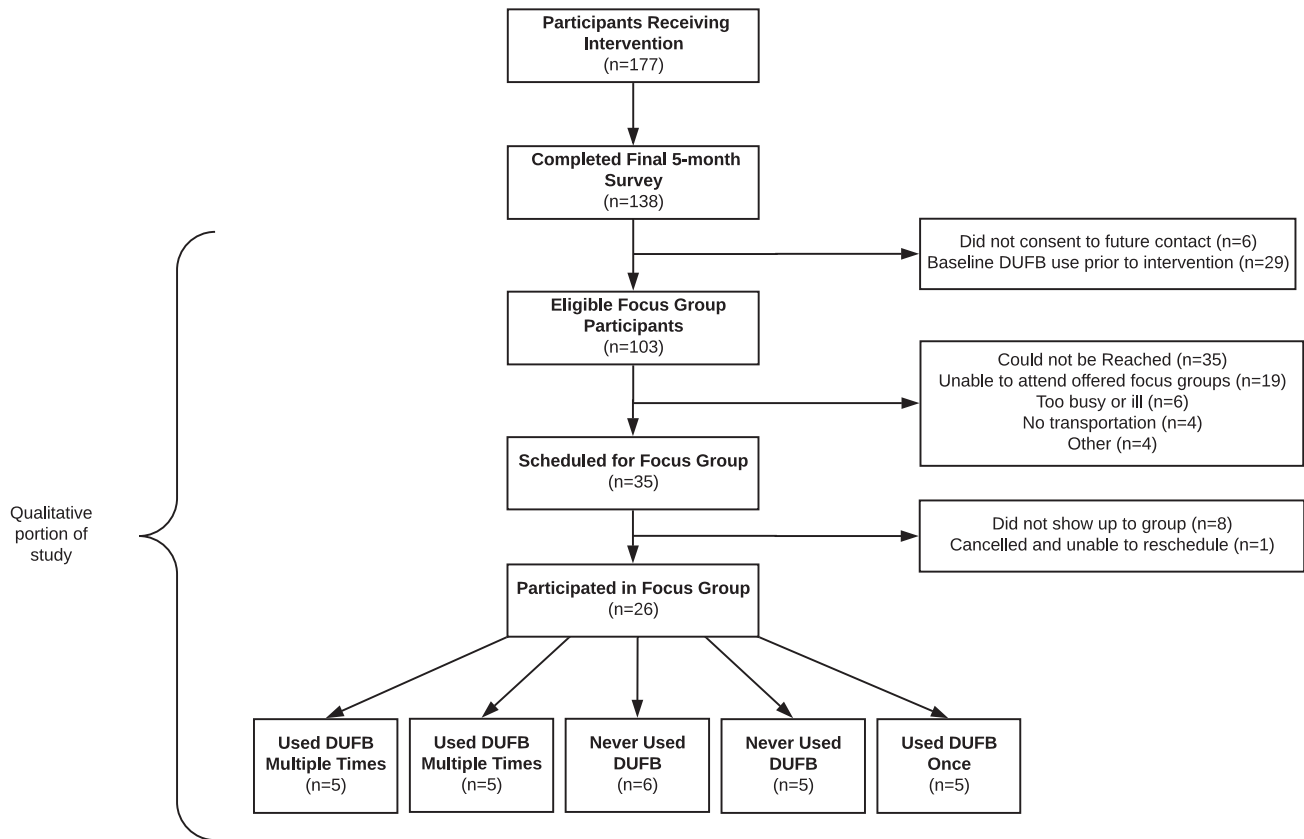 Participants Receiving
Intervention
(n=177)
Completed Final 5-month
Survey
(n=138)
Did not consent to future contact (n=6)
Baseline DUFB use prior to intervention (n=29)
Eligible Focus Group
Participants
(n=103)
Could not be Reached (n=35)
Unable to attend offered focus groups (n=19)
Too busy or ill (n=6)
No transportation (n=4)
Other (n=4)
Scheduled for Focus Group
(n=35)
Qualitative
portion of
study
Did not show up to group (n=8)
Cancelled and unable to reschedule (n=1)
Participated in Focus Group
(n=26)
Used DUFB
Multiple Times
(n=5)
Used DUFB
Multiple Times
(n=5)
Never Used
DUFB
(n=6)
Never Used
DUFB
(n=5)
Used DUFB
Once
(n=5)